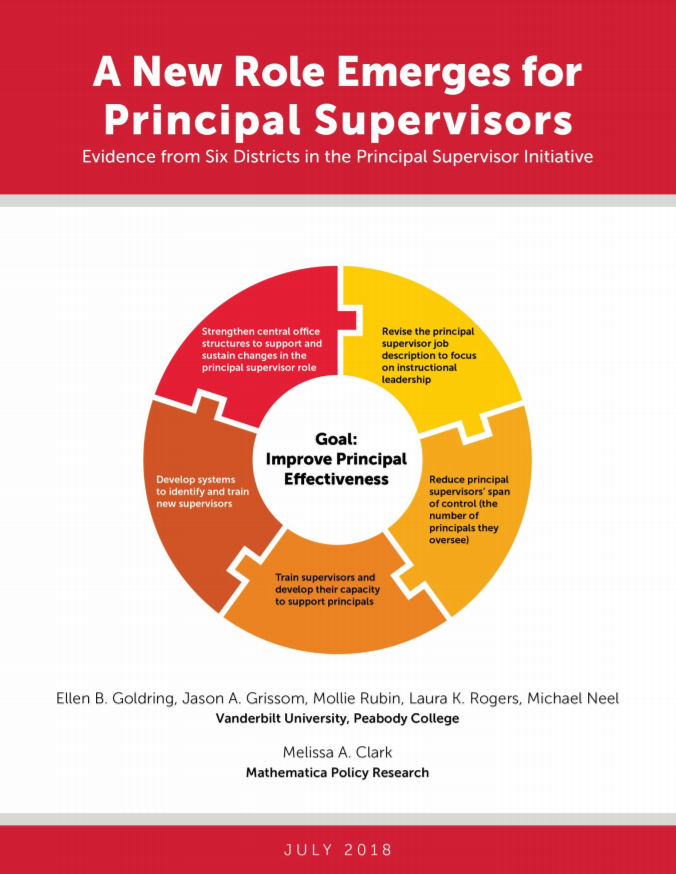 A New Role Emerges for
Principal Supervisors
Evidence from Six Districts in the Principal Supervisor Initiative
Strengthen central office
structures to support and
sustain changes in the
principal supervisor role
Revise the principal
supervisor job
description to focus
on instructional
leadership
Goal:
Improve Principal
Effectiveness
Develop systems
to identify and train
new supervisors
Reduce principal
supervisors' span
of control (the
number of
principals they
oversee)
Train supervisors and
develop their capacity
to support principals
Ellen B. Goldring, Jason A. Grissom, Mollie Rubin, Laura K. Rogers, Michael Neel
Vanderbilt University, Peabody College
Melissa A. Clark
Mathematica Policy Research
JULY 2018